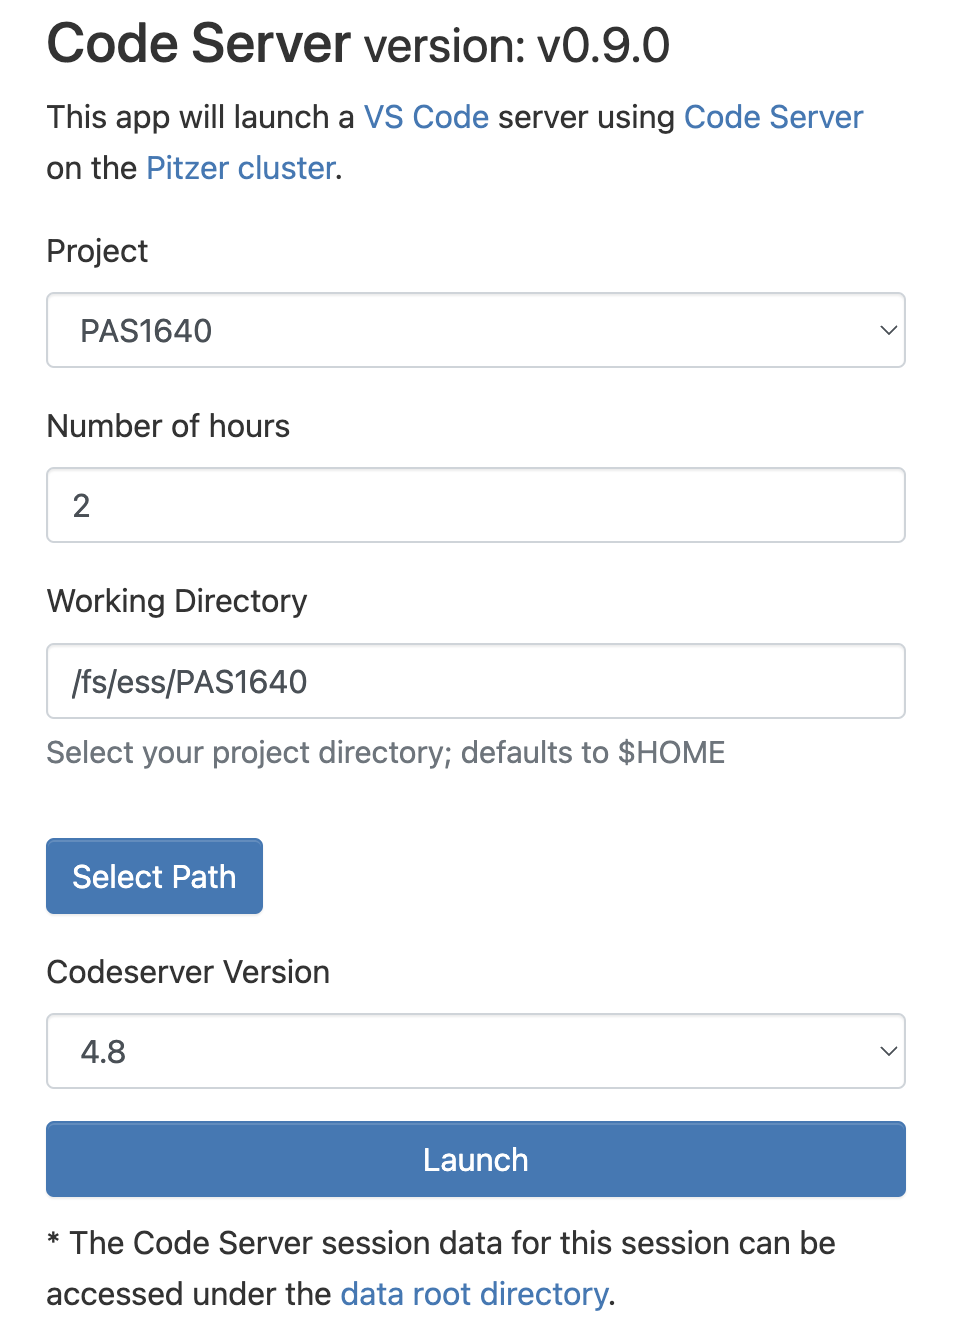 Code Server version: v0.9.0
This app will launch a VS Code server using Code Server
on the Pitzer cluster.
Project
PAS1640
Number of hours
2
Working Directory
/fs/ess/PAS1640
Select your project directory; defaults to $HOME
Select Path
Codeserver Version
4.8
Launch
* The Code Server session data for this session can be
accessed under the data root directory.